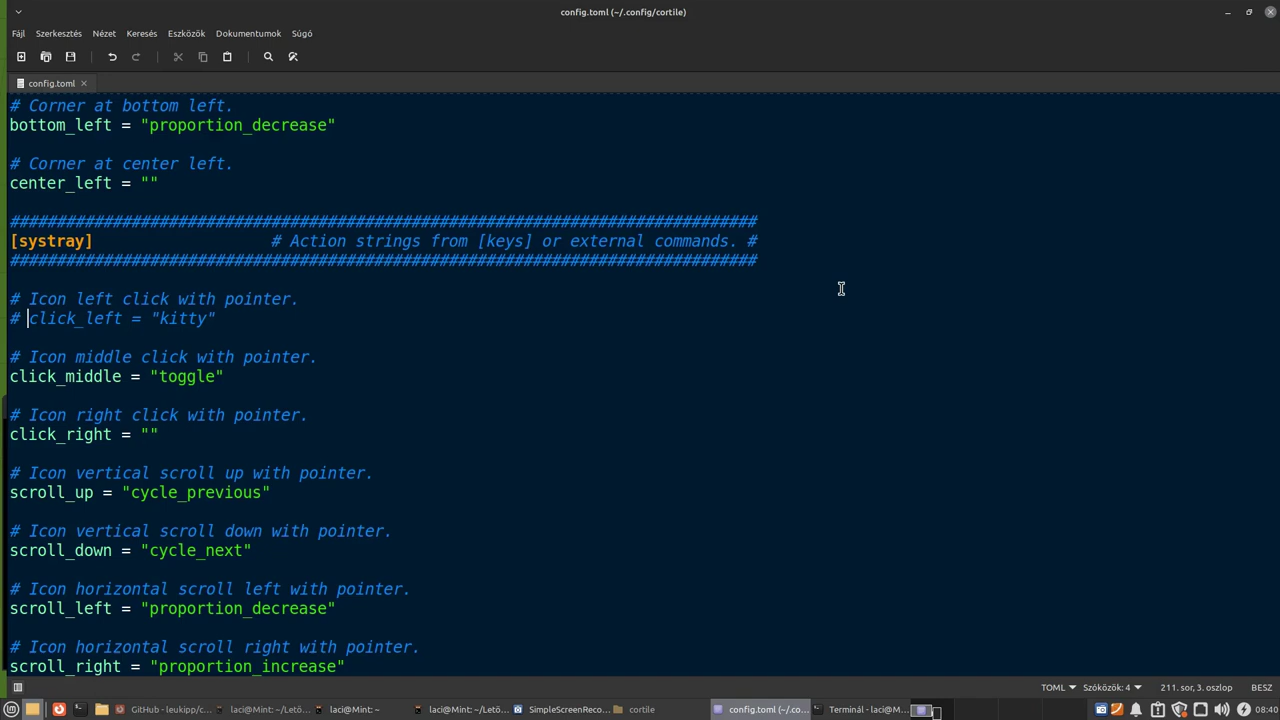 config.toml (~/.config/cortile)
Fájl Szerkesztés Nézet Keresés Eszközök Dokumentumok Súgó
config.toml
# Corner at bottom left.
bottom_left = "proportion_decrease"
# Corner at center left.
center_left = ""
################################################################################
[systray] # Action strings from [keys] or external commands. #
################################################################################
# Icon left click with pointer.
# click_left = "kitty"
# Icon middle click with pointer.
click_middle = "toggle"
# Icon right click with pointer.
click_right = ""
# Icon vertical scroll up with pointer.
scroll_up = "cycle_previous"
# Icon vertical scroll down with pointer.
scroll_down = "cycle_next"
# Icon horizontal scroll left with pointer.
scroll_left = "proportion_decrease"
# Icon horizontal scroll right with pointer.
scroll_right = "proportion_increase"
TOML Szóközök: 4 211. sor, 3. oszlop BESZ
GitHub - leukipp/c... laci@Mint: ~/Letö... laci@Mint: ~ laci@Mint: ~/Letö... SimpleScreenReco... cortile config.toml (~/.co... Terminál - laci@M... 08:40